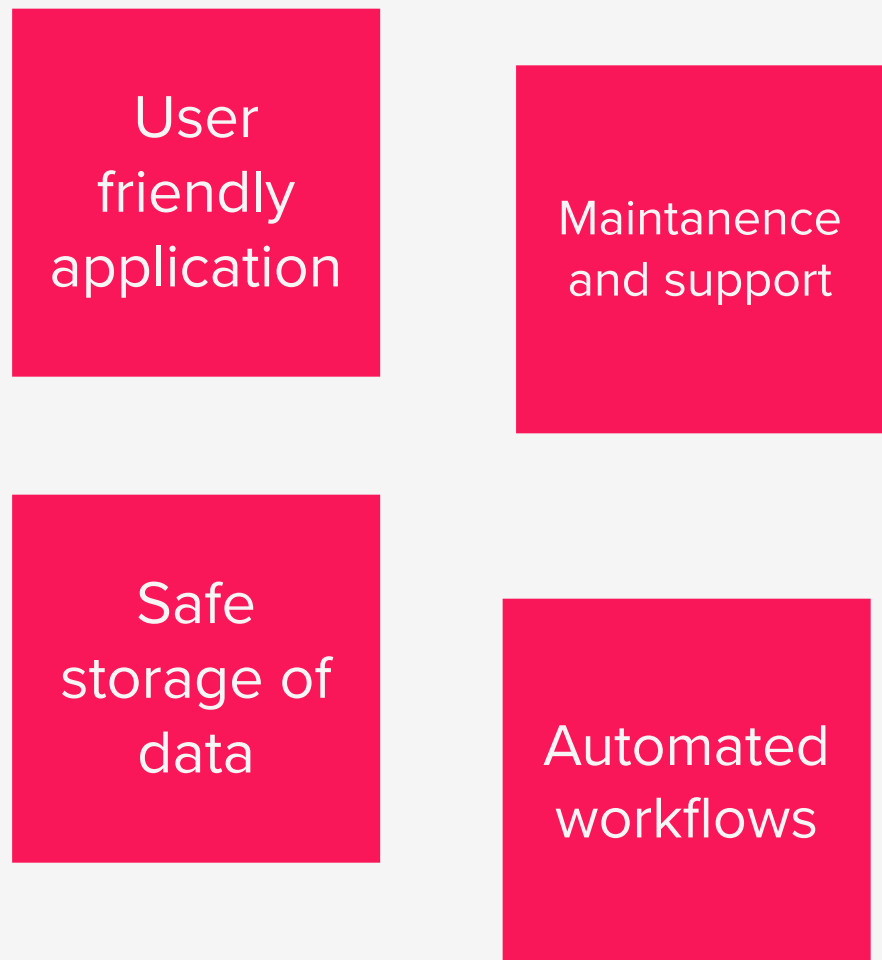 User
friendly
application
Maintanence
and support
Safe
storage of
data
Automated
workflows